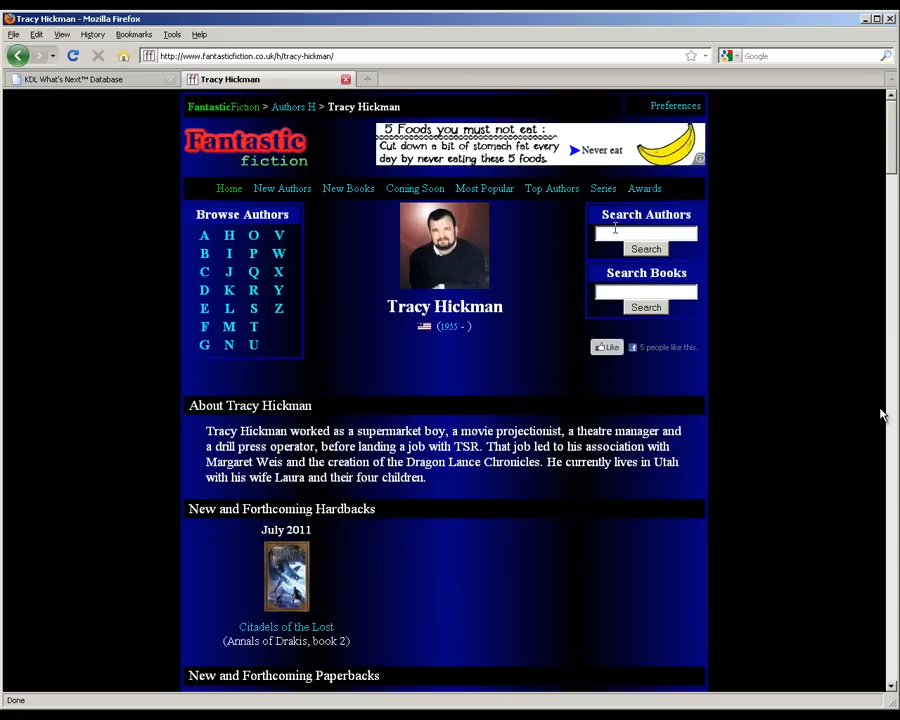 Tracy Hickman - Mozilla Firefox
File Edit View History Bookmarks Tools Help
http://www.fantasticfiction.co.uk/h/tracy-hickman/
Google
KDL What's Next™ Database
Tracy Hickman
FantasticFiction > Authors H > Tracy Hickman
Preferences
Fantastic
fiction
5 Foods you must not eat :
Cut down a bit of stomach fat every
day by never eating these 5 foods.
Never eat
Home New Authors New Books Coming Soon Most Popular Top Authors Series Awards
Browse Authors
A H O V
B I P W
C J Q X
D K R Y
E L S Z
F M T
G N U
Search Authors
Search
Search Books
Search
Like 5 people like this.
Tracy Hickman
(1955 - )
About Tracy Hickman
Tracy Hickman worked as a supermarket boy, a movie projectionist, a theatre manager and
a drill press operator, before landing a job with TSR. That job led to his association with
Margaret Weis and the creation of the Dragon Lance Chronicles. He currently lives in Utah
with his wife Laura and their four children.
New and Forthcoming Hardbacks
July 2011
Citadels of the Lost
(Annals of Drakis, book 2)
New and Forthcoming Paperbacks
Done